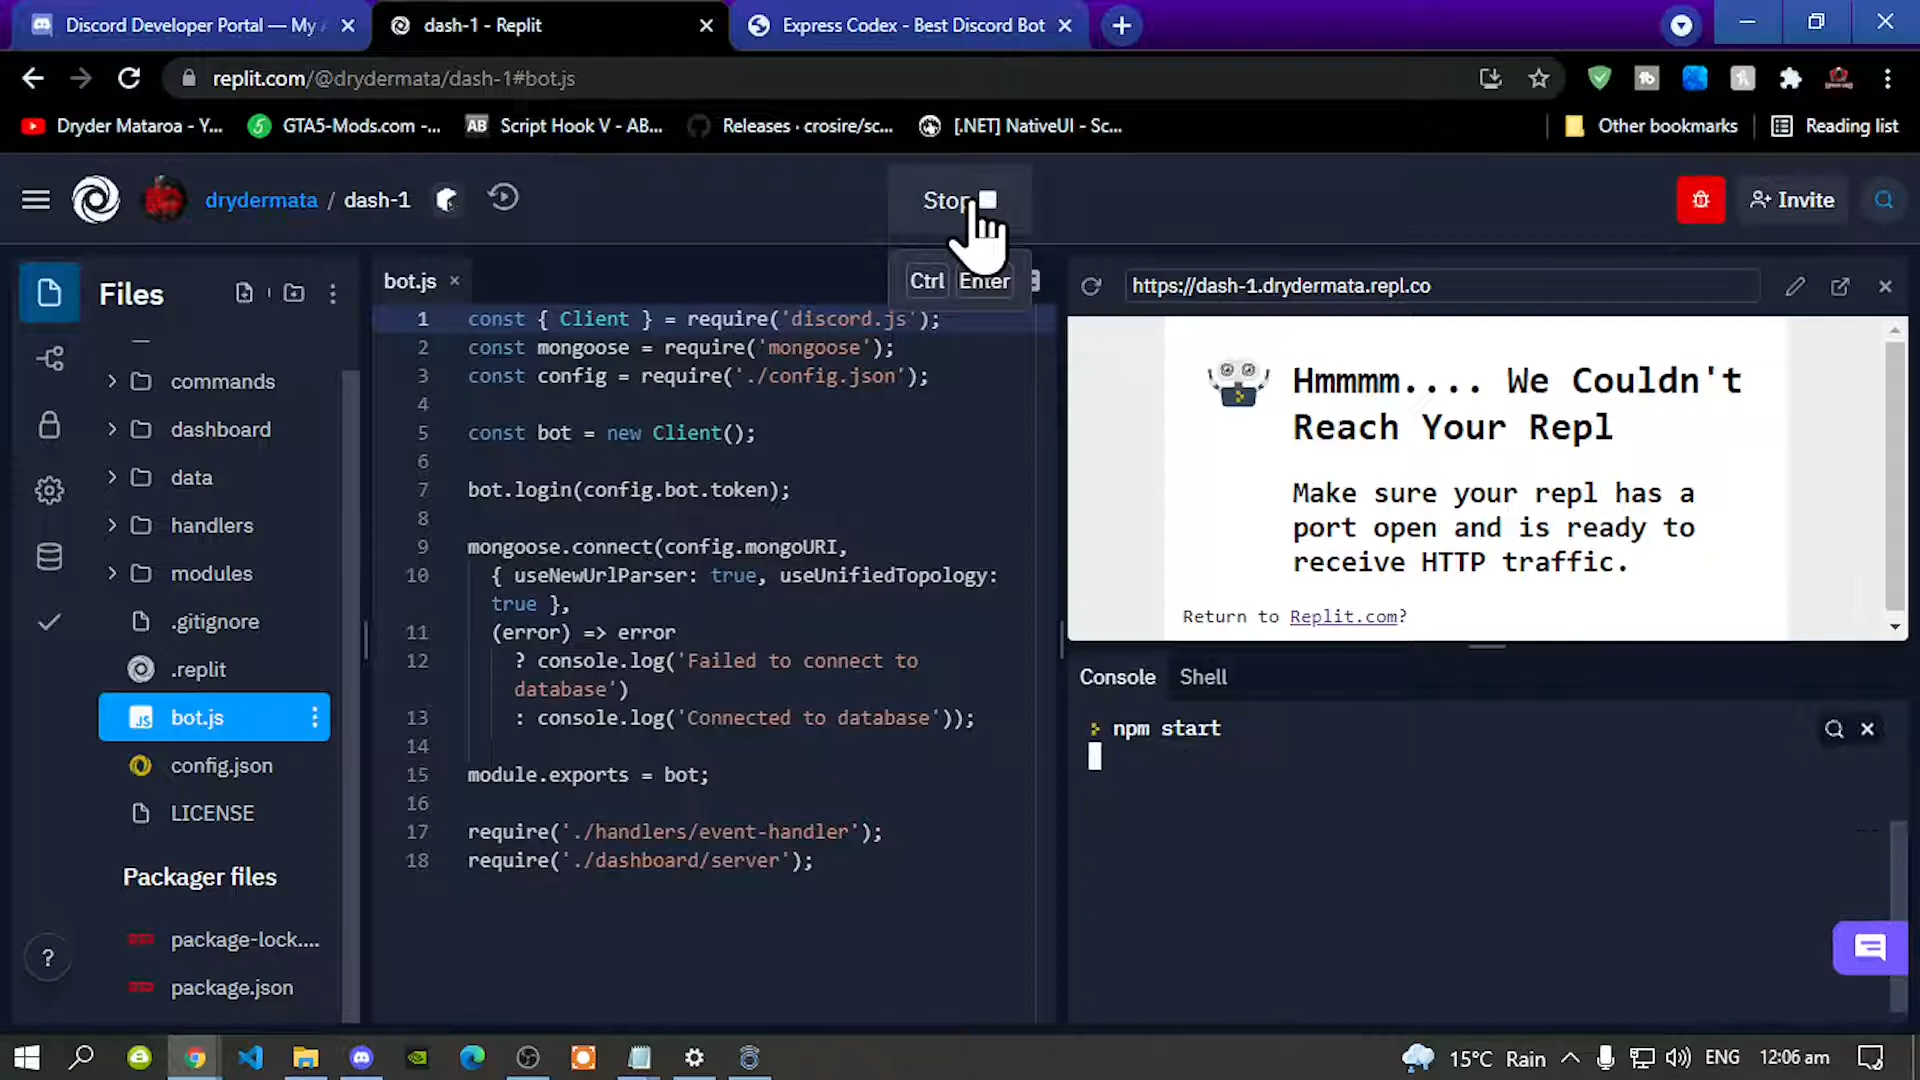 Discord Developer Portal — My
dash-1 - Replit
Express Codex - Best Discord Bot
replit.com/@drydermata/dash-1#bot.js
Dryder Mataroa - Y...
GTA5-Mods.com -...
AB
Script Hook V - AB...
Releases · crosire/sc...
[.NET] NativeUI - Sc...
Other bookmarks
Reading list
drydermata / dash-1
Stop
Invite
Ctrl Enter
Files
commands
dashboard
data
handlers
modules
.gitignore
.replit
bot.js
config.json
LICENSE
Packager files
package-lock....
package.json
bot.js
1 const { Client } = require('discord.js');
2 const mongoose = require('mongoose');
3 const config = require('./config.json');
4
5 const bot = new Client();
6
7 bot.login(config.bot.token);
8
9 mongoose.connect(config.mongoURI,
10 { useNewUrlParser: true, useUnifiedTopology:
true },
11 (error) => error
12 ? console.log('Failed to connect to
database')
13 : console.log('Connected to database'));
14
15 module.exports = bot;
16
17 require('./handlers/event-handler');
18 require('./dashboard/server');
https://dash-1.drydermata.repl.co
Hmmmm.... We Couldn't
Reach Your Repl
Make sure your repl has a
port open and is ready to
receive HTTP traffic.
Return to Replit.com?
Console
Shell
npm start
15°C Rain
ENG
12:06 am